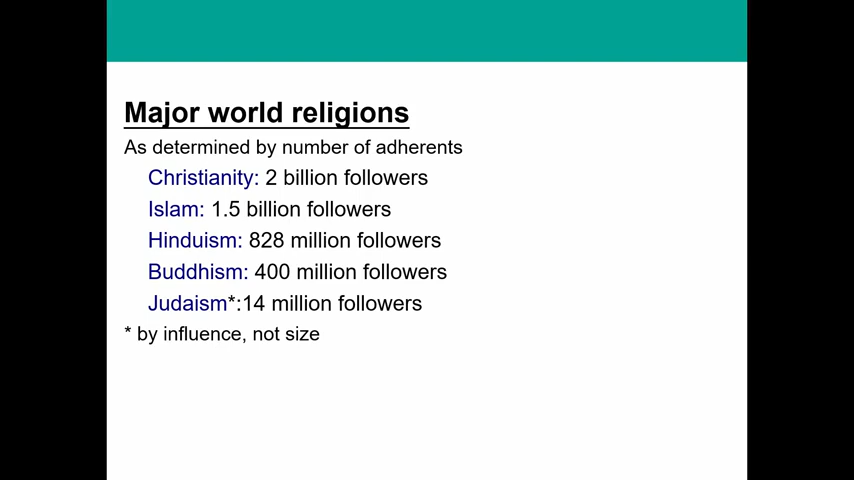 Major world religions
As determined by number of adherents
Christianity: 2 billion followers
Islam: 1.5 billion followers
Hinduism: 828 million followers
Buddhism: 400 million followers
Judaism*:14 million followers
* by influence, not size